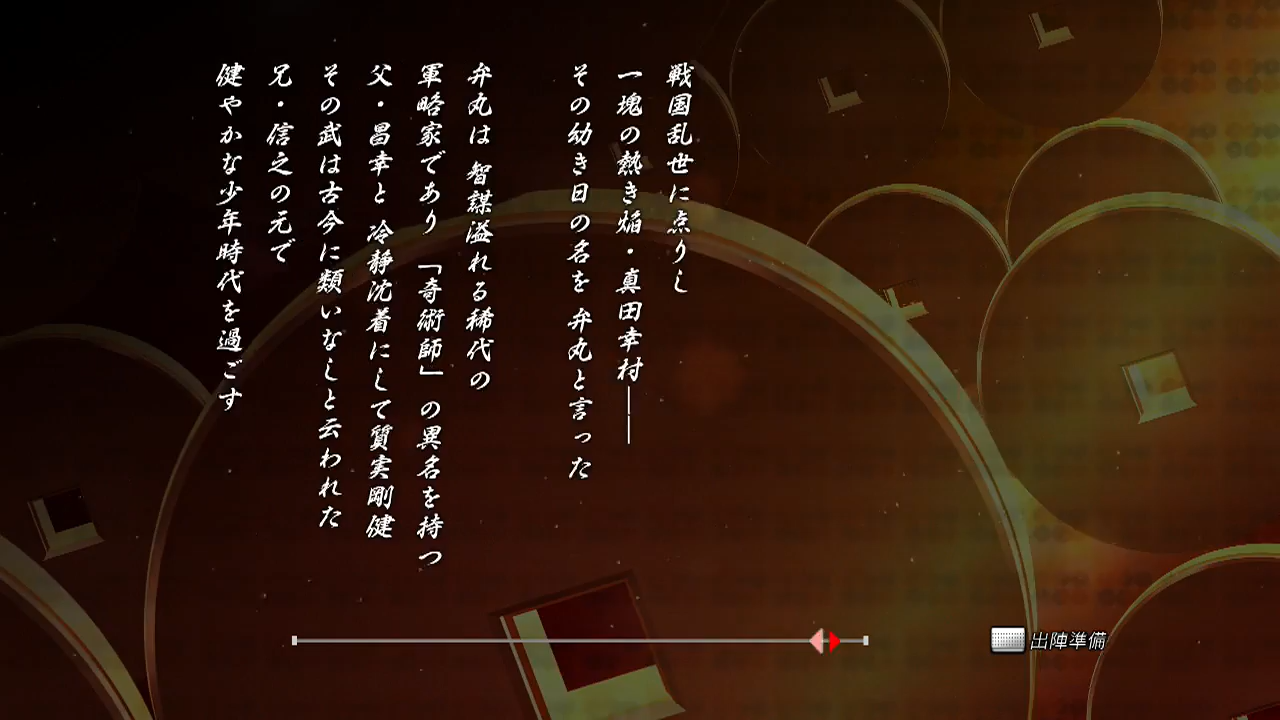 戦国乱世に点りし
一塊の熱き焔・真田幸村――
その幼き日の名を 弁丸と言った
弁丸は 智謀溢れる稀代の
軍略家であり 「奇術師」の異名を持つ
父・昌幸と 冷静沈着にして質実剛健
その武は古今に類いなしと云われた
兄・信之の元で
健やかな少年時代を過ごす
出陣準備